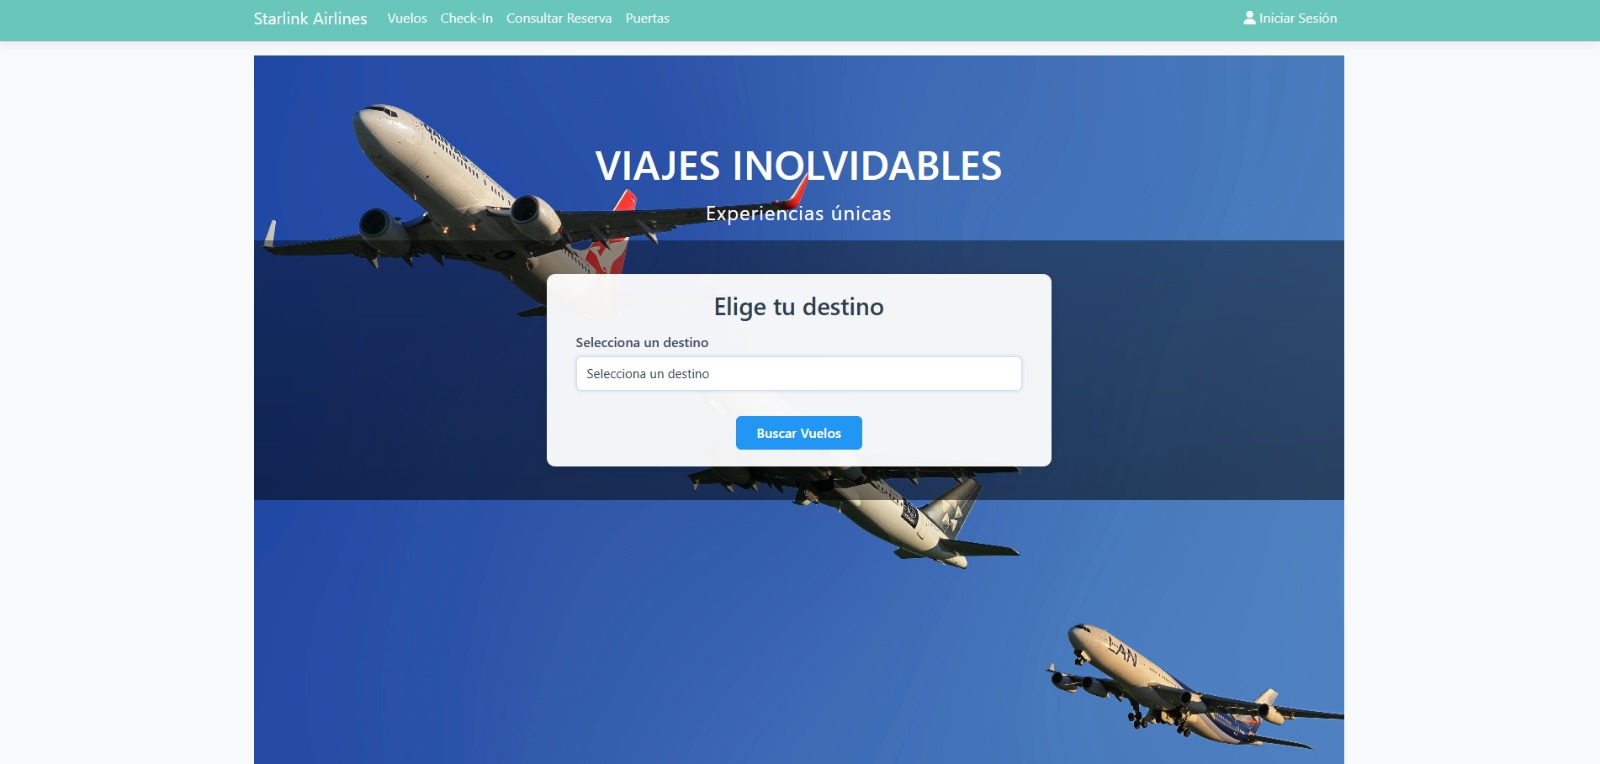 Starlink Airlines Vuelos Check-In Consultar Reserva Puertas Iniciar Sesión
VIAJES INOLVIDABLES
Experiencias únicas
Elige tu destino
Selecciona un destino
Selecciona un destino
Buscar Vuelos
LAN